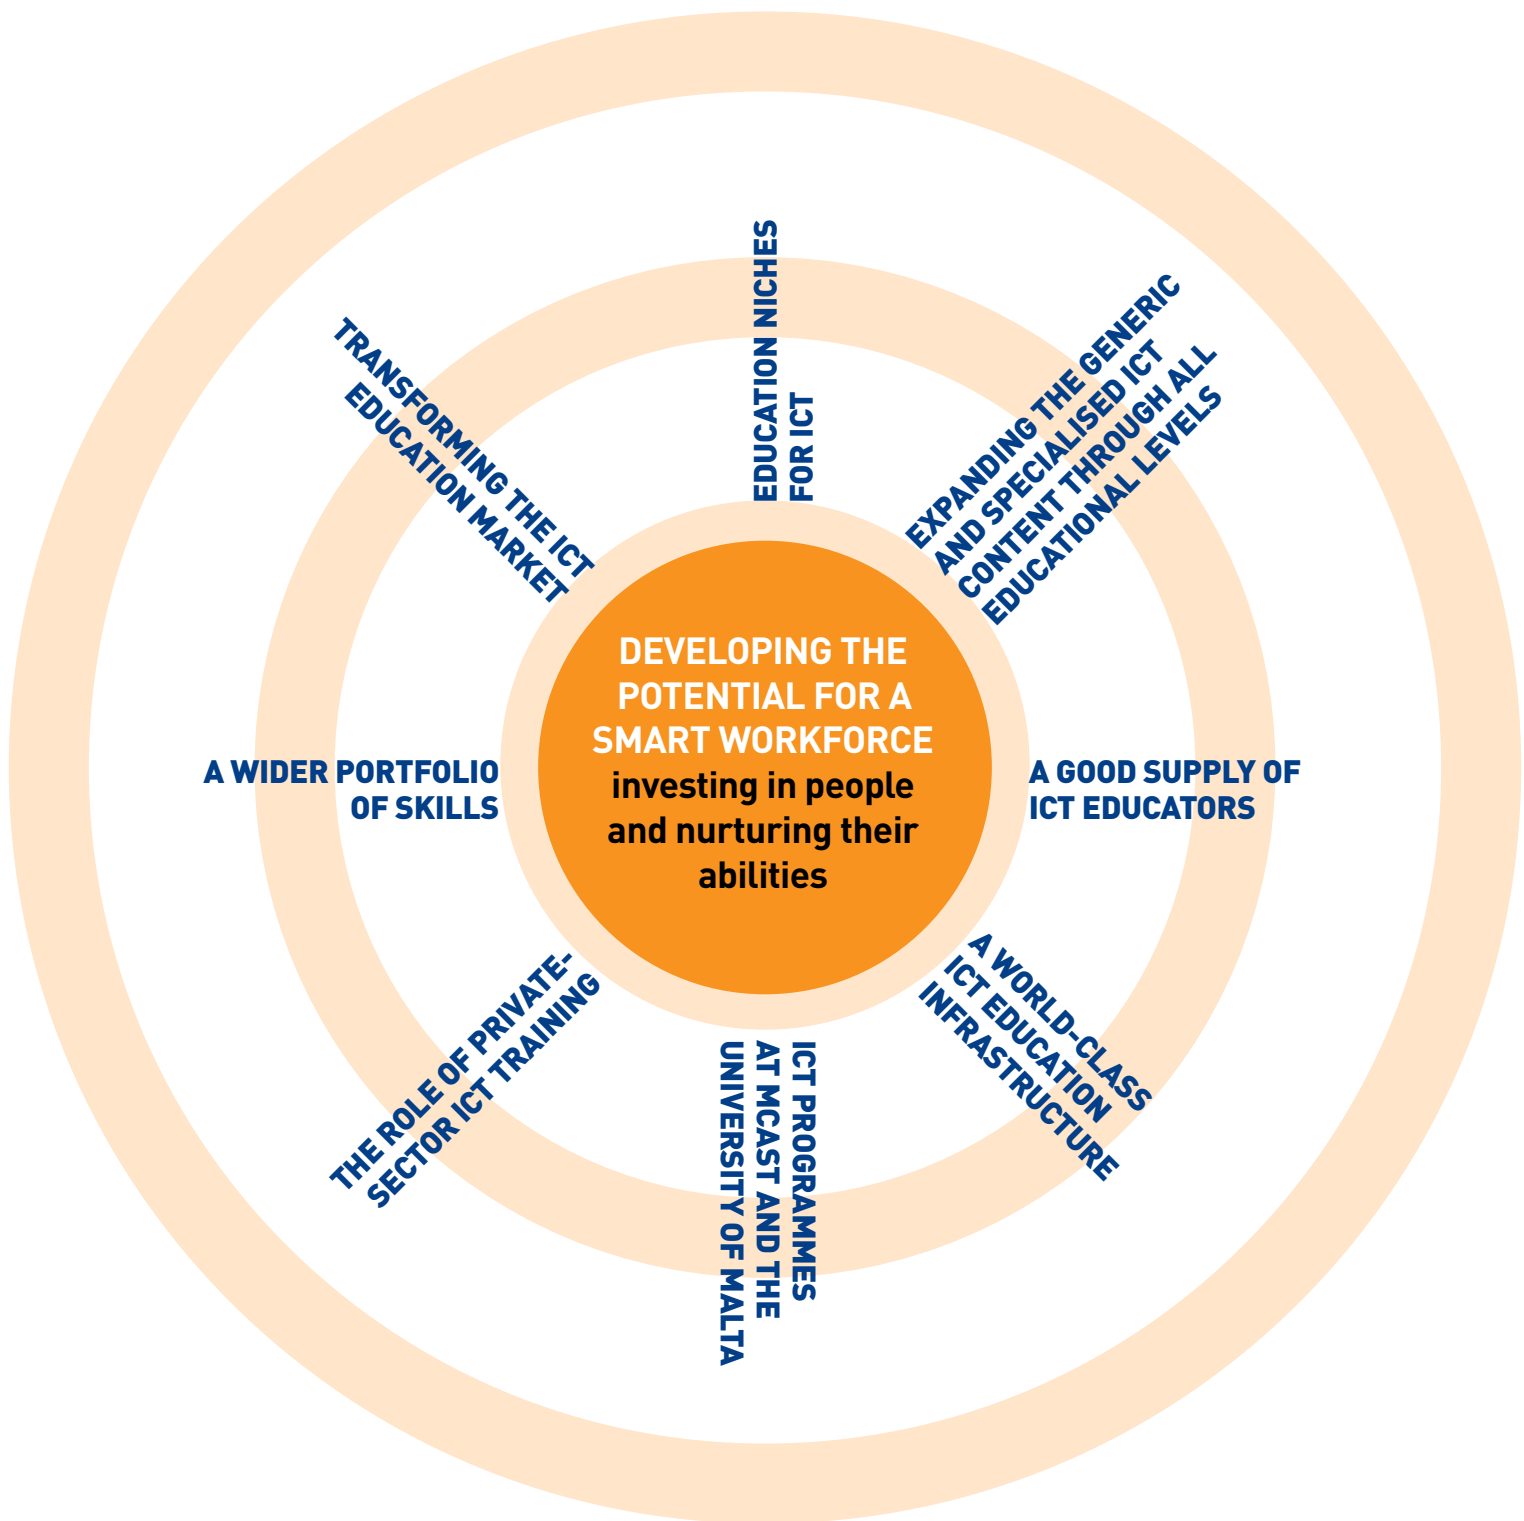 DEVELOPING THE
POTENTIAL FOR A
SMART WORKFORCE
investing in people
and nurturing their
abilities
EDUCATION NICHES
FOR ICT
EXPANDING THE GENERIC
AND SPECIALISED ICT
CONTENT THROUGH ALL
EDUCATIONAL LEVELS
A GOOD SUPPLY OF
ICT EDUCATORS
A WORLD-CLASS
ICT EDUCATION
INFRASTRUCTURE
ICT PROGRAMMES
AT MCAST AND THE
UNIVERSITY OF MALTA
THE ROLE OF PRIVATE-
SECTOR ICT TRAINING
A WIDER PORTFOLIO
OF SKILLS
TRANSFORMING THE ICT
EDUCATION MARKET